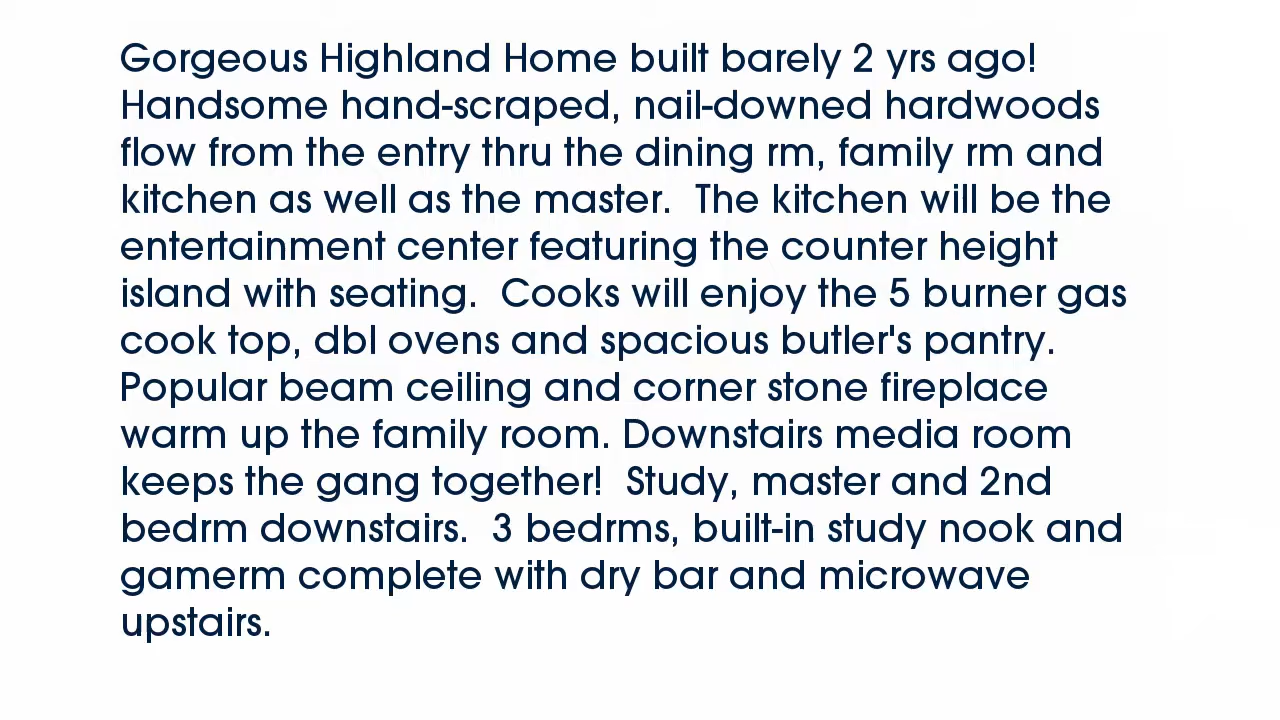 Gorgeous Highland Home built barely 2 yrs ago!
Handsome hand-scraped, nail-downed hardwoods
flow from the entry thru the dining rm, family rm and
kitchen as well as the master.  The kitchen will be the
entertainment center featuring the counter height
island with seating.  Cooks will enjoy the 5 burner gas
cook top, dbl ovens and spacious butler's pantry.
Popular beam ceiling and corner stone fireplace
warm up the family room. Downstairs media room
keeps the gang together!  Study, master and 2nd
bedrm downstairs.  3 bedrms, built-in study nook and
gamerm complete with dry bar and microwave
upstairs.